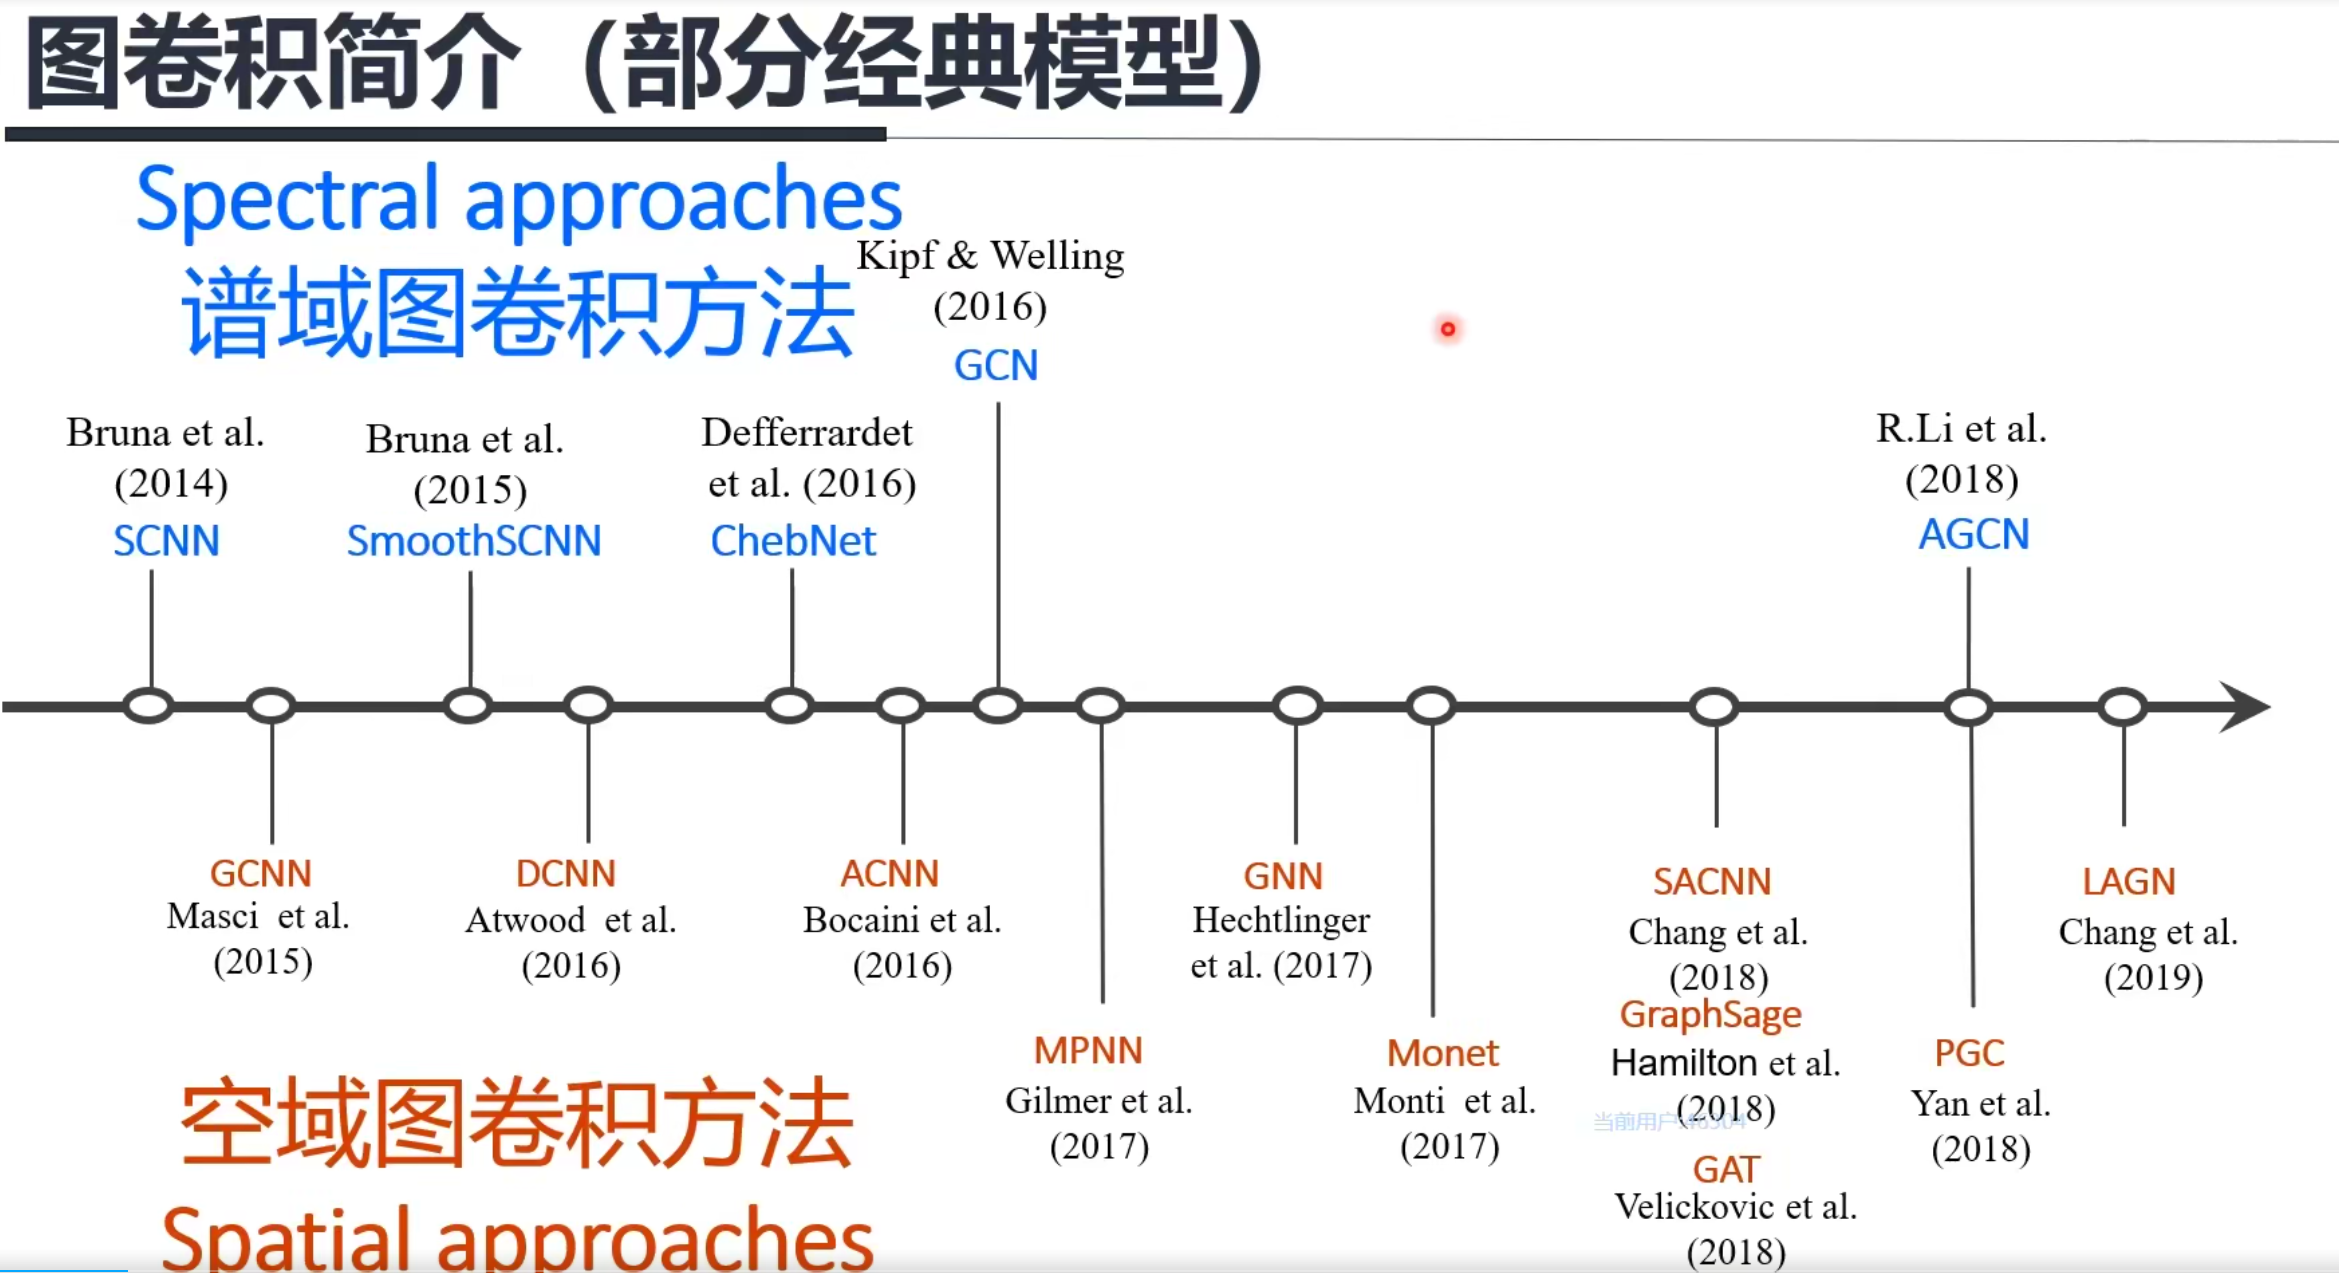 图卷积简介（部分经典模型）
Spectral approaches
谱域图卷积方法
Kipf & Welling
(2016)
GCN
Bruna et al.
(2014)
SCNN
Bruna et al.
(2015)
SmoothSCNN
Defferrardet
et al. (2016)
ChebNet
R.Li et al.
(2018)
AGCN
GCNN
Masci et al.
(2015)
DCNN
Atwood et al.
(2016)
ACNN
Bocaini et al.
(2016)
MPNN
Gilmer et al.
(2017)
GNN
Hechtlinger
et al. (2017)
Monet
Monti et al.
(2017)
SACNN
Chang et al.
(2018)
GraphSage
Hamilton et al.
(2018)
GAT
Velickovic et al.
(2018)
PGC
Yan et al.
(2018)
LAGN
Chang et al.
(2019)
当前用户
空域图卷积方法
Spatial approaches